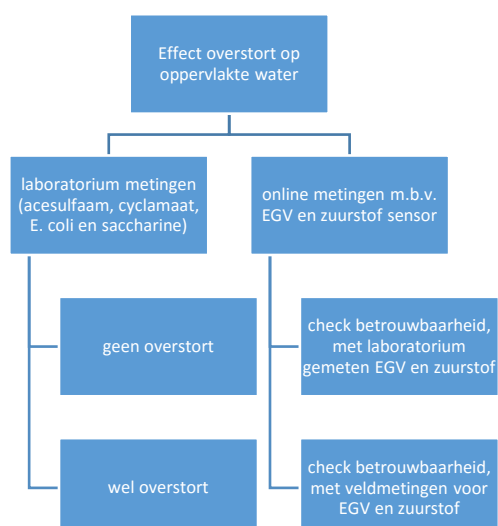 Effect overstort op
oppervlakte water
laboratorium metingen
(acesulfaam, cyclamaat,
E. coli en saccharine)
online metingen m.b.v.
EGV en zuurstof sensor
geen overstort
check betrouwbaarheid,
met laboratorium
gemeten EGV en zuurstof
wel overstort
check betrouwbaarheid,
met veldmetingen voor
EGV en zuurstof